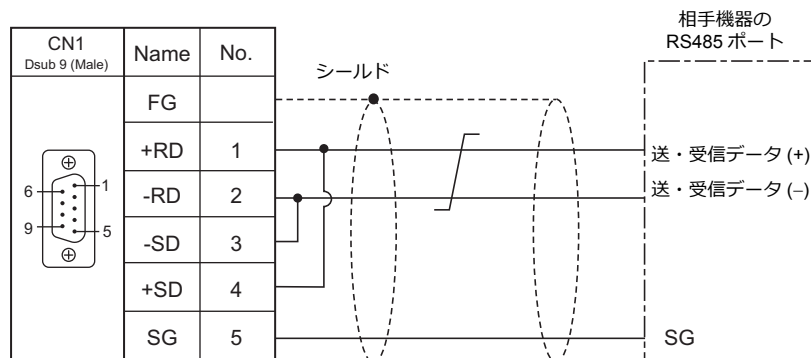 相手機器の
RS485 ポート
CN1
Dsub 9 (Male)
Name
No.
シールド
FG
+RD
1
送・受信データ (+)
-RD
2
送・受信データ (−)
-SD
3
+SD
4
SG
5
SG
6
1
9
5